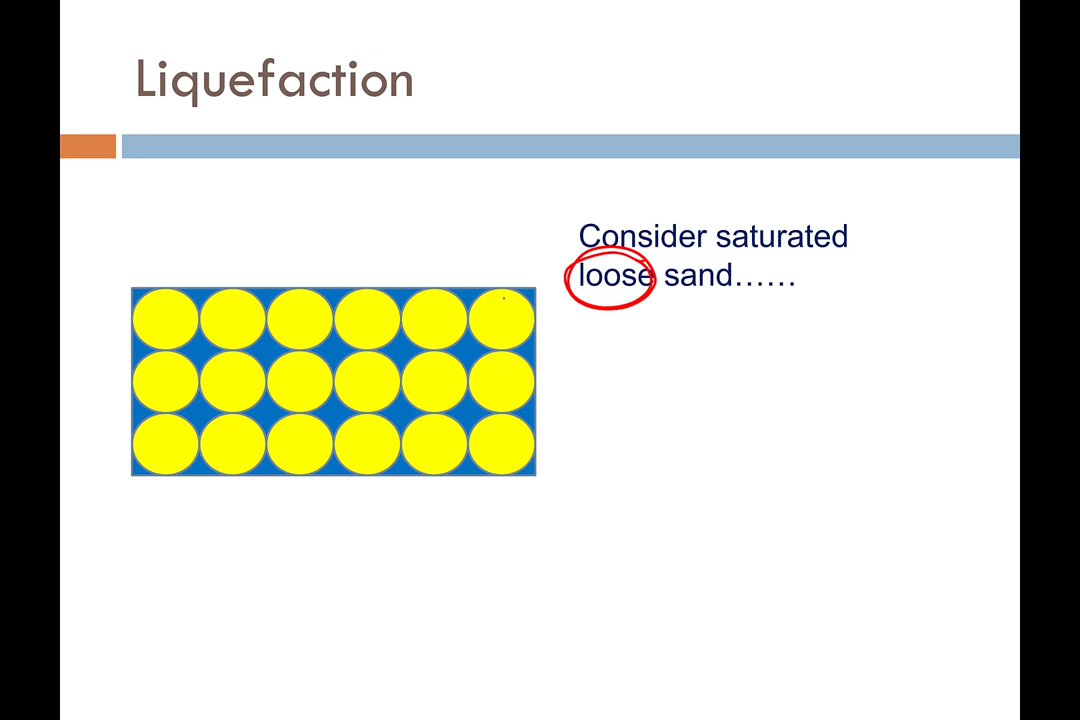 Liquefaction
Consider saturated
loose sand……